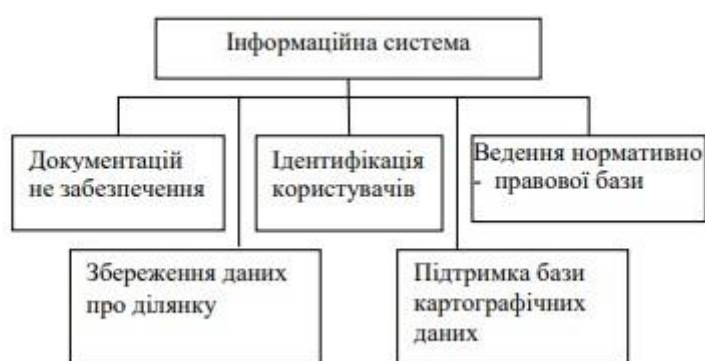 Інформаційна система
Документацій
не забезпечення
Ідентифікація
користувачів
Ведення нормативно
- правової бази
Збереження даних
про ділянку
Підтримка бази
картографічних
даних